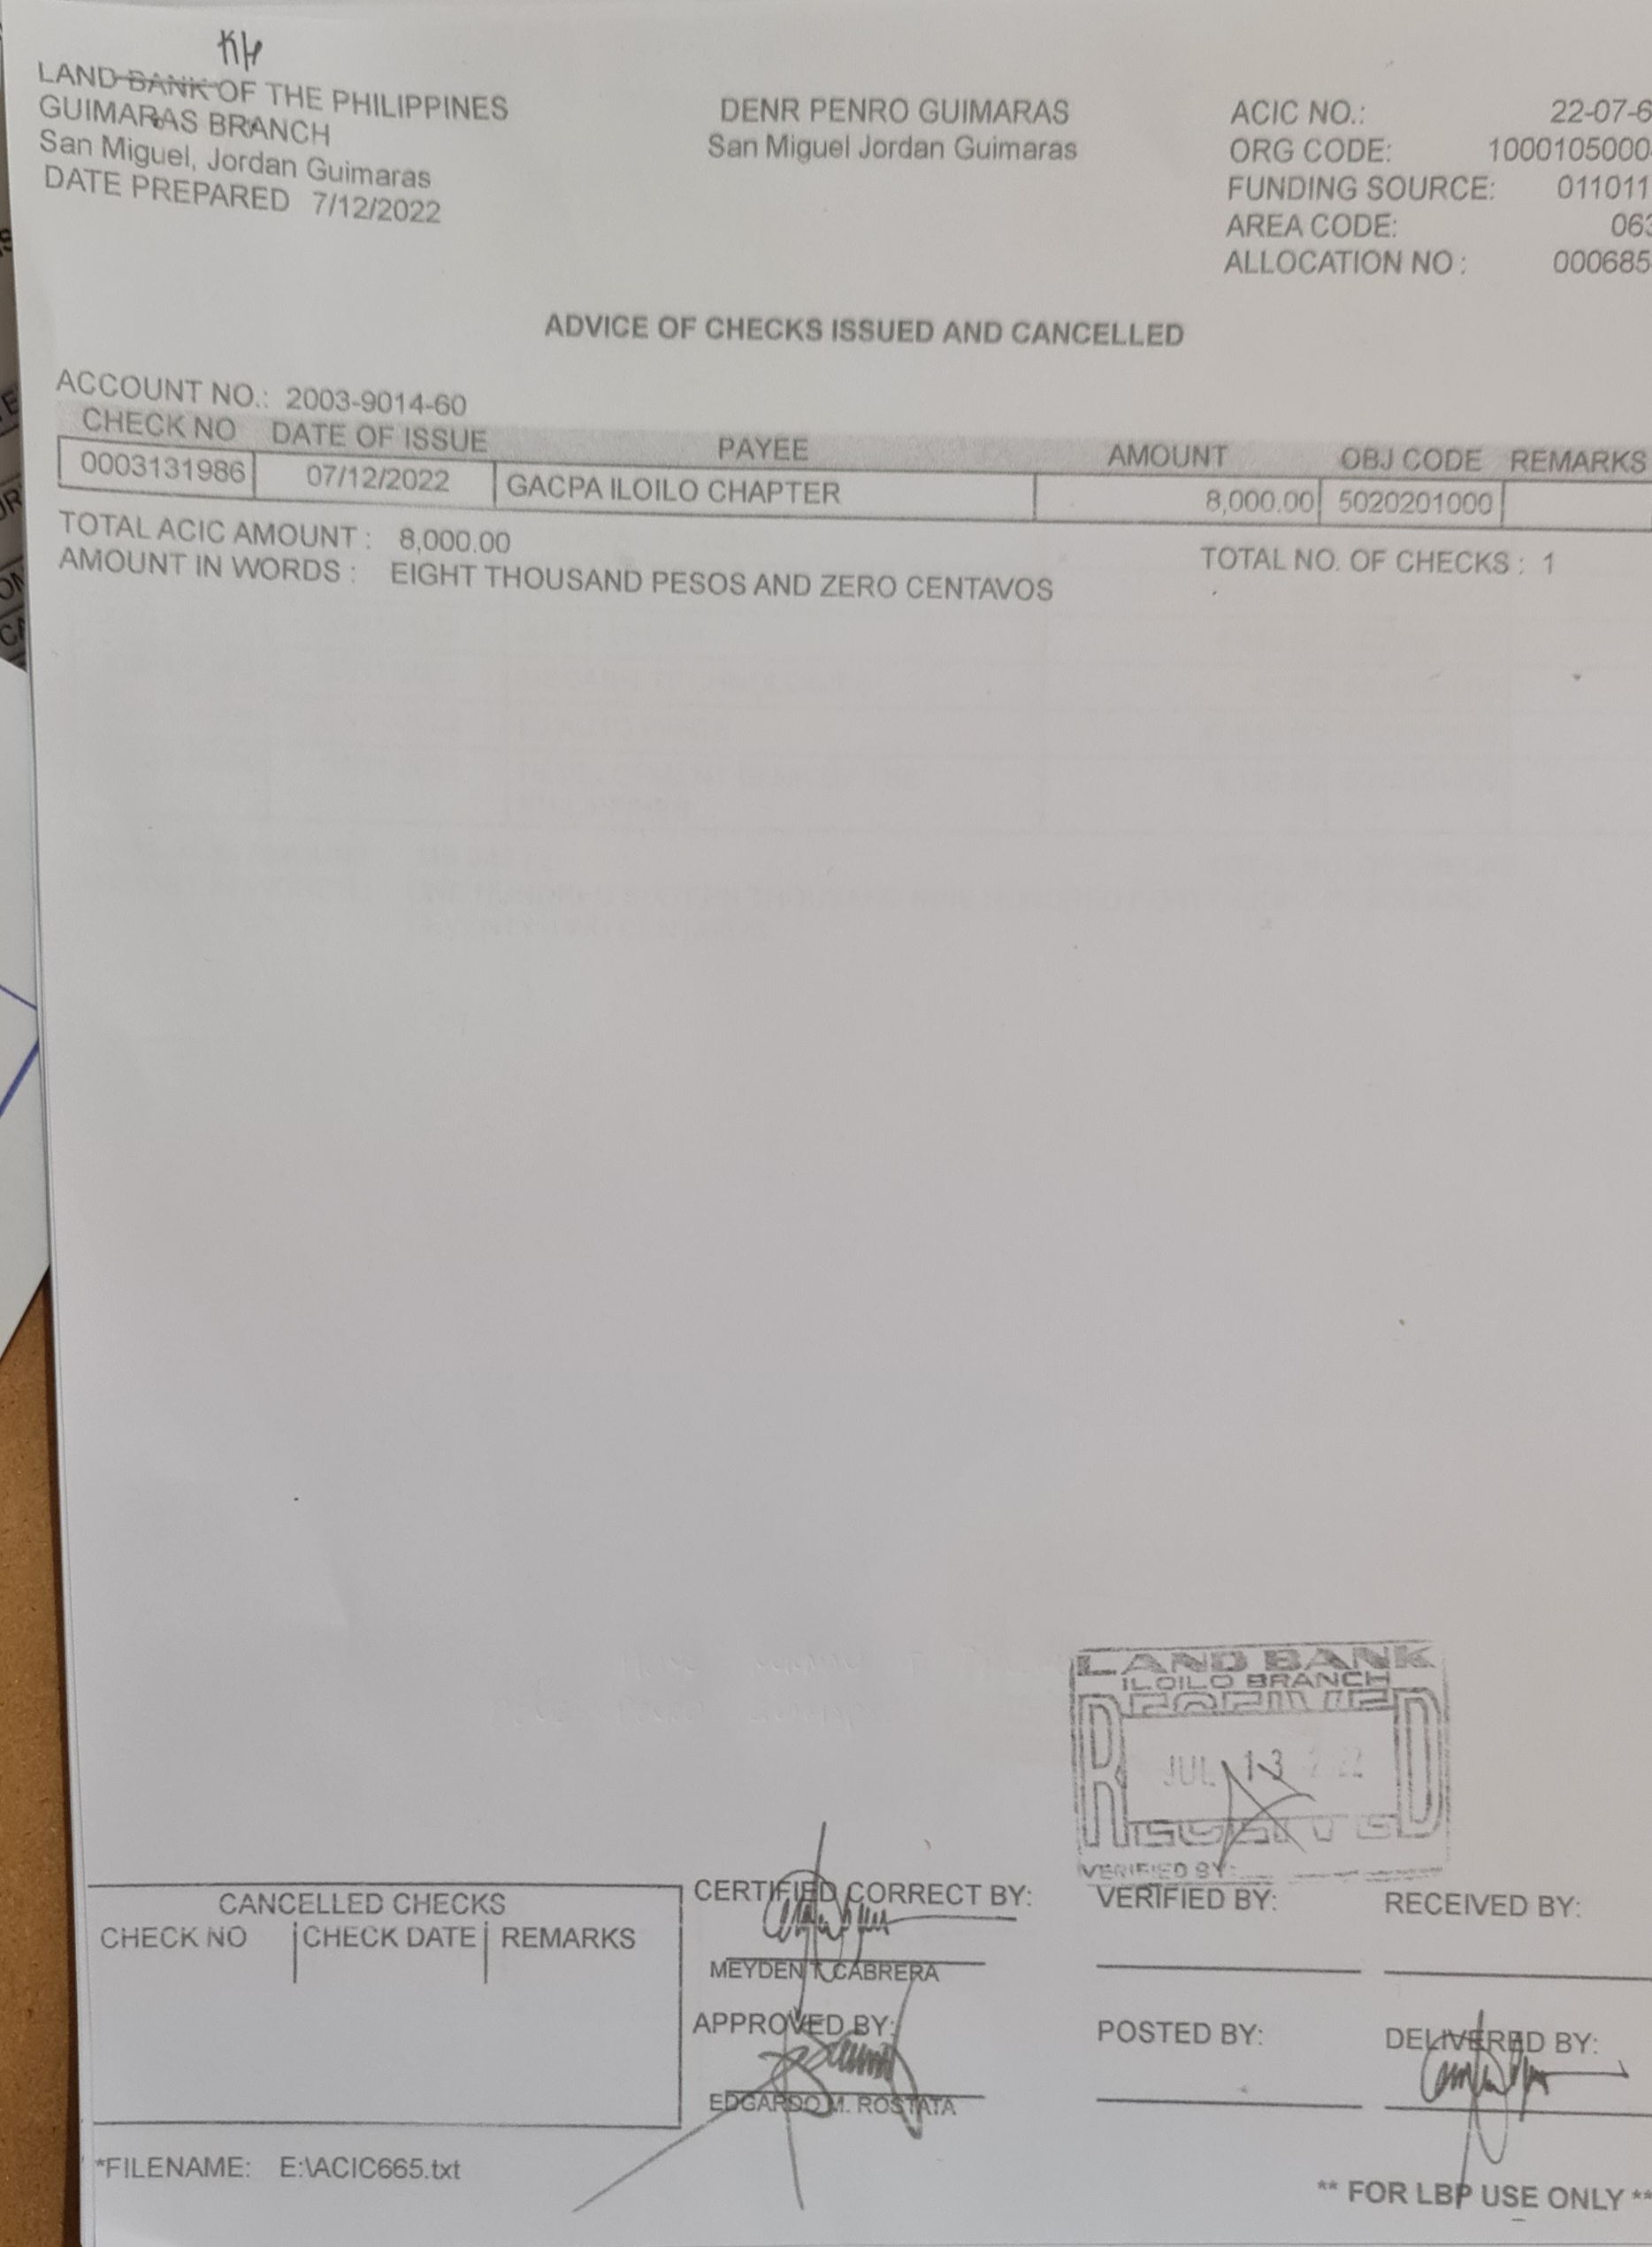 LAND BANK OF THE PHILIPPINES
GUIMARAS BRANCH
San Miguel, Jordan Guimaras
DATE PREPARED 7/12/2022
DENR PENRO GUIMARAS
San Miguel Jordan Guimaras
ACIC NO.: 22-07-6
ORG CODE: 1000105000
FUNDING SOURCE: 011011
AREA CODE: 063
ALLOCATION NO : 000685
ADVICE OF CHECKS ISSUED AND CANCELLED
ACCOUNT NO.: 2003-9014-60
CHECK NO DATE OF ISSUE PAYEE AMOUNT OBJ CODE REMARKS
0003131986 07/12/2022 GACPA ILOILO CHAPTER 8,000.00 5020201000
TOTAL ACIC AMOUNT : 8,000.00 TOTAL NO. OF CHECKS : 1
AMOUNT IN WORDS : EIGHT THOUSAND PESOS AND ZERO CENTAVOS
LAND BANK
ILOILO BRANCH
RECEIVED
JUL 13
RECEIVED
VERIFIED BY:
CANCELLED CHECKS
CHECK NO CHECK DATE REMARKS
CERTIFIED CORRECT BY:
MEYDEN T. CABRERA
APPROVED BY:
EDGARDO M. ROSTATA
VERIFIED BY:
RECEIVED BY:
POSTED BY:
DELIVERED BY:
*FILENAME: E:\ACIC665.txt
** FOR LBP USE ONLY **